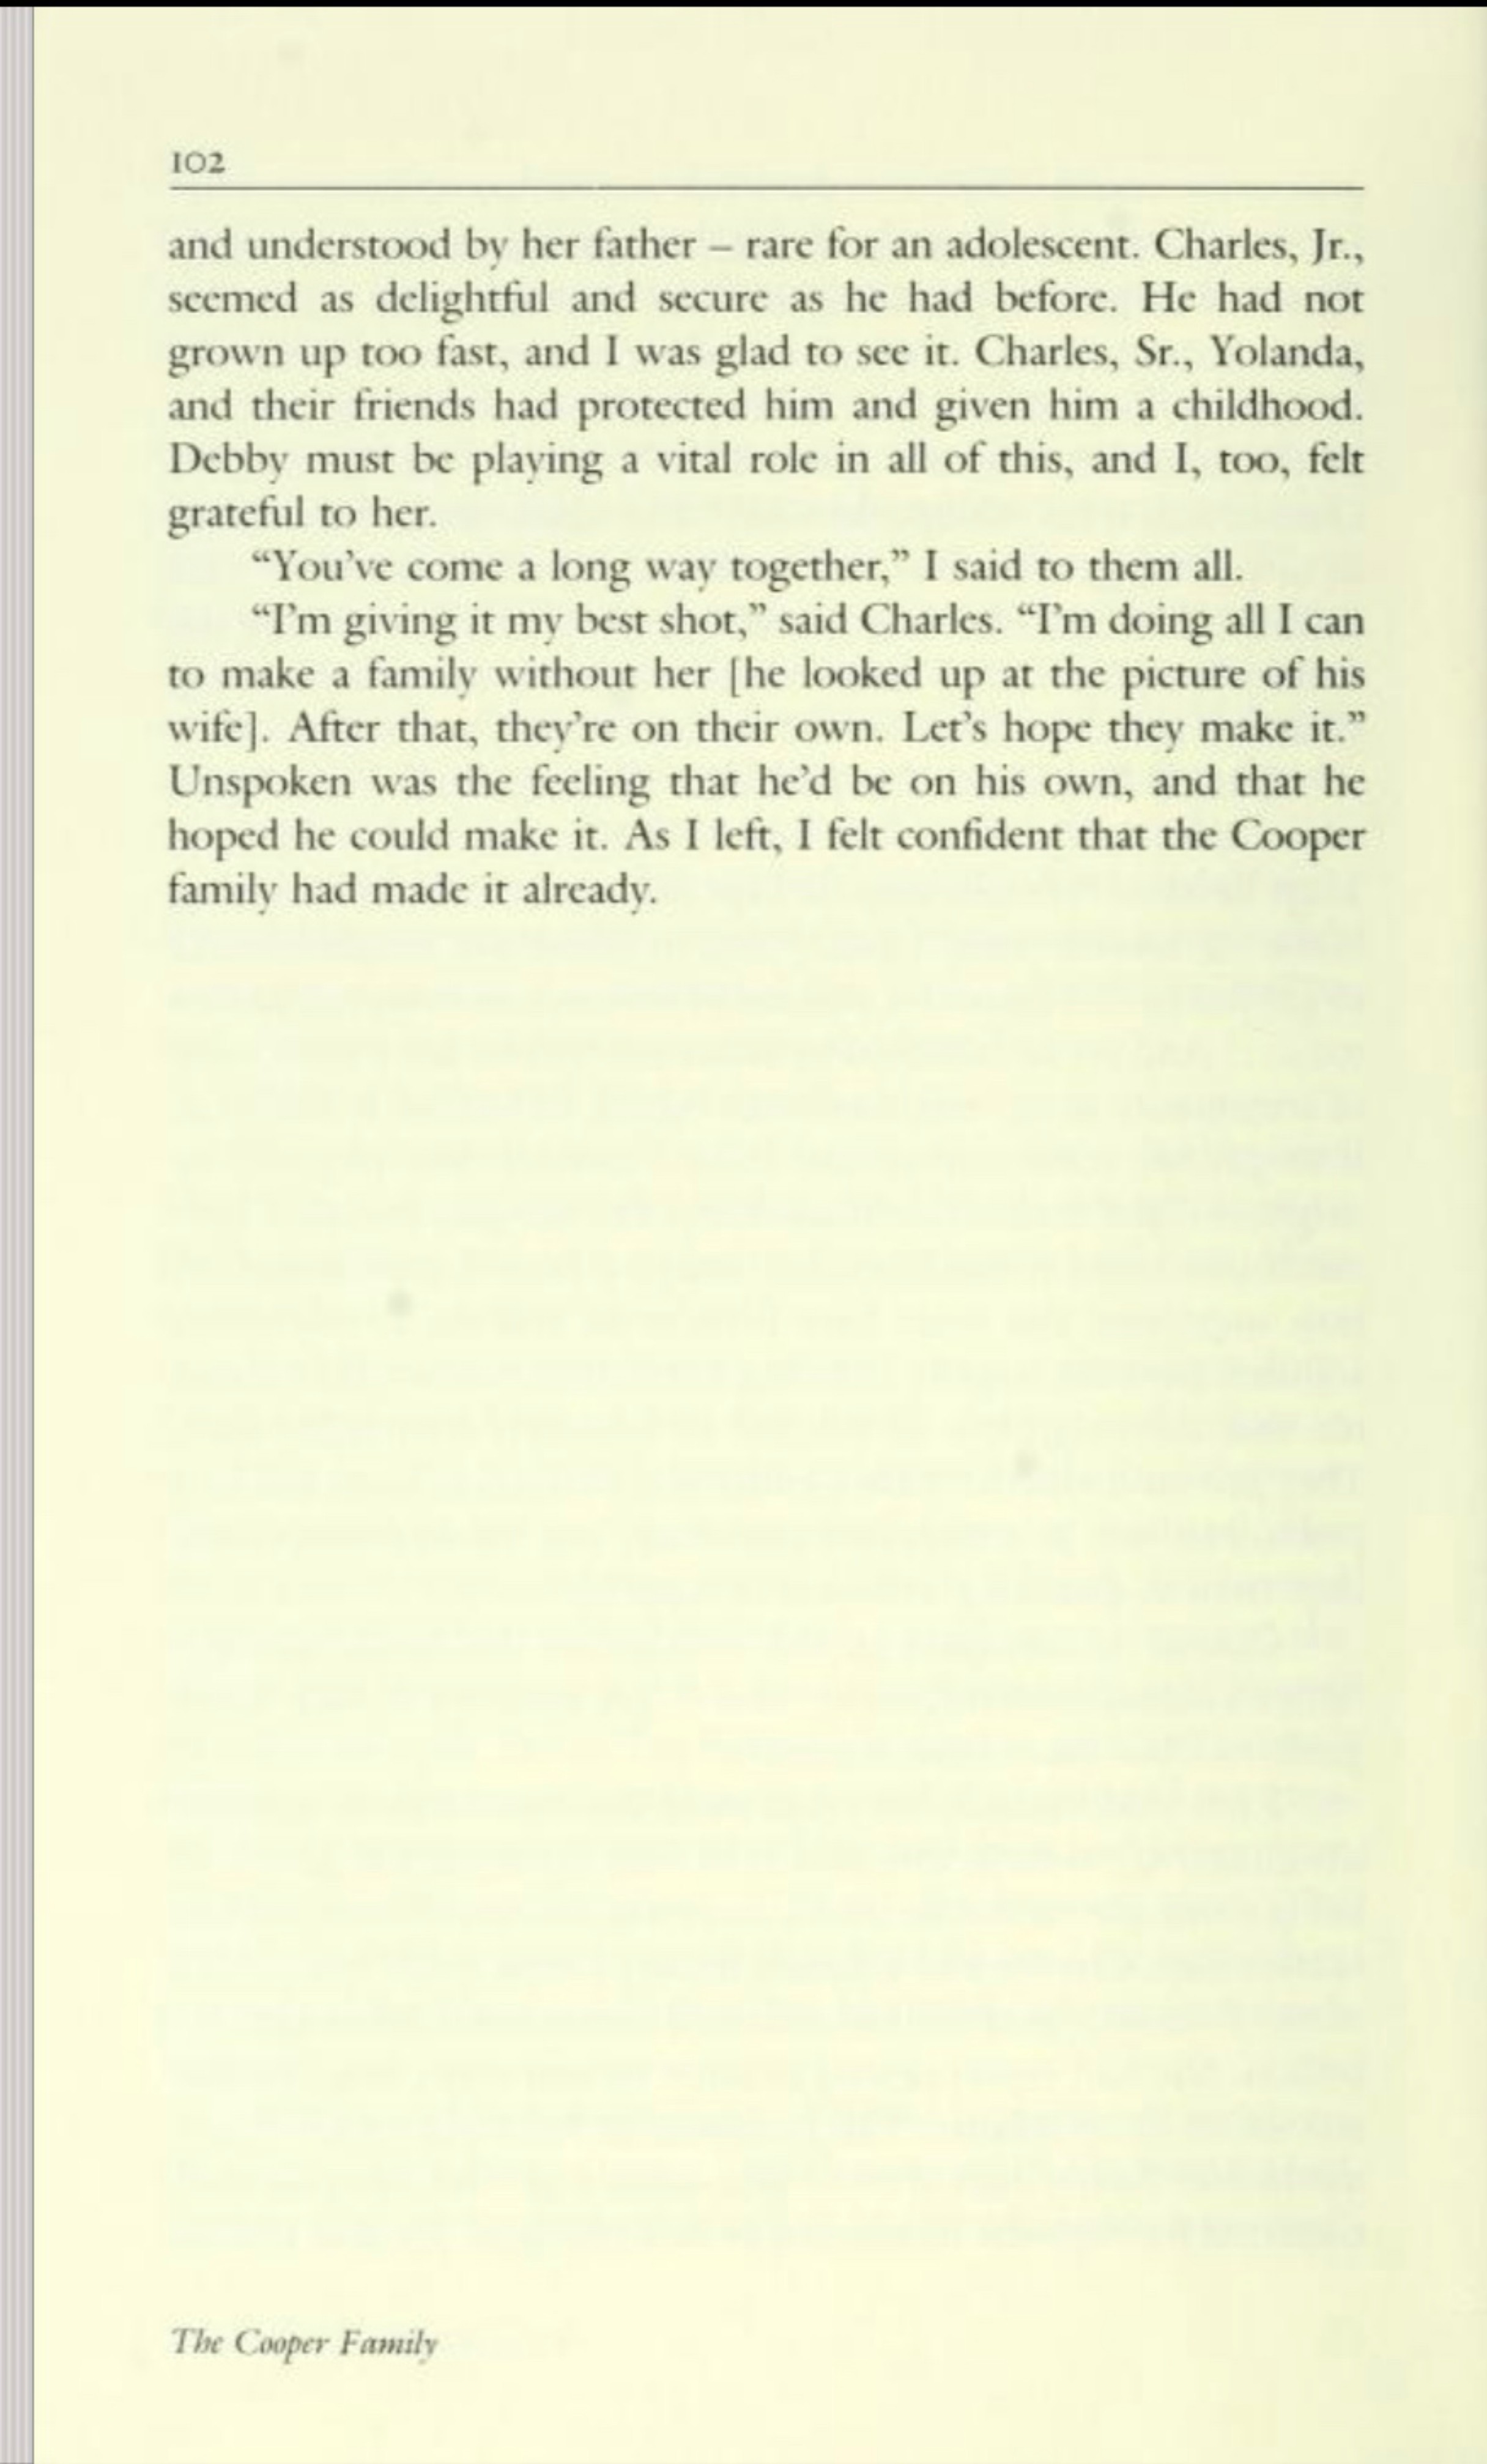 102
and understood by her father – rare for an adolescent. Charles, Jr.,
seemed as delightful and secure as he had before. He had not
grown up too fast, and I was glad to see it. Charles, Sr., Yolanda,
and their friends had protected him and given him a childhood.
Debby must be playing a vital role in all of this, and I, too, felt
grateful to her.
“You’ve come a long way together,” I said to them all.
“I’m giving it my best shot,” said Charles. “I’m doing all I can
to make a family without her [he looked up at the picture of his
wife]. After that, they’re on their own. Let’s hope they make it.”
Unspoken was the feeling that he’d be on his own, and that he
hoped he could make it. As I left, I felt confident that the Cooper
family had made it already.
The Cooper Family